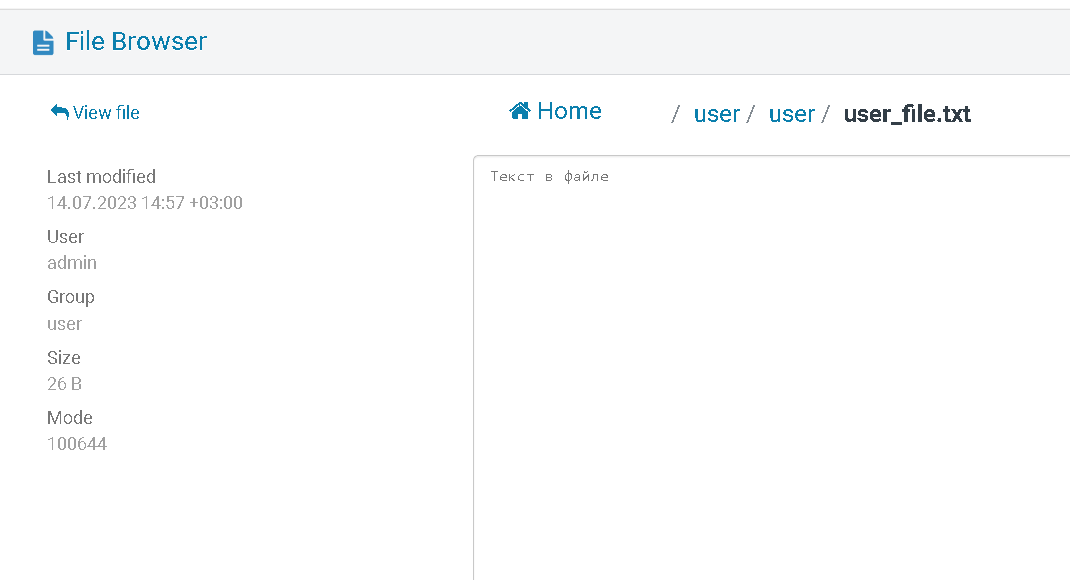 File Browser
View file
Home / user / user / user_file.txt
Last modified
14.07.2023 14:57 +03:00
User
admin
Group
user
Size
26 B
Mode
100644
Текст в файле